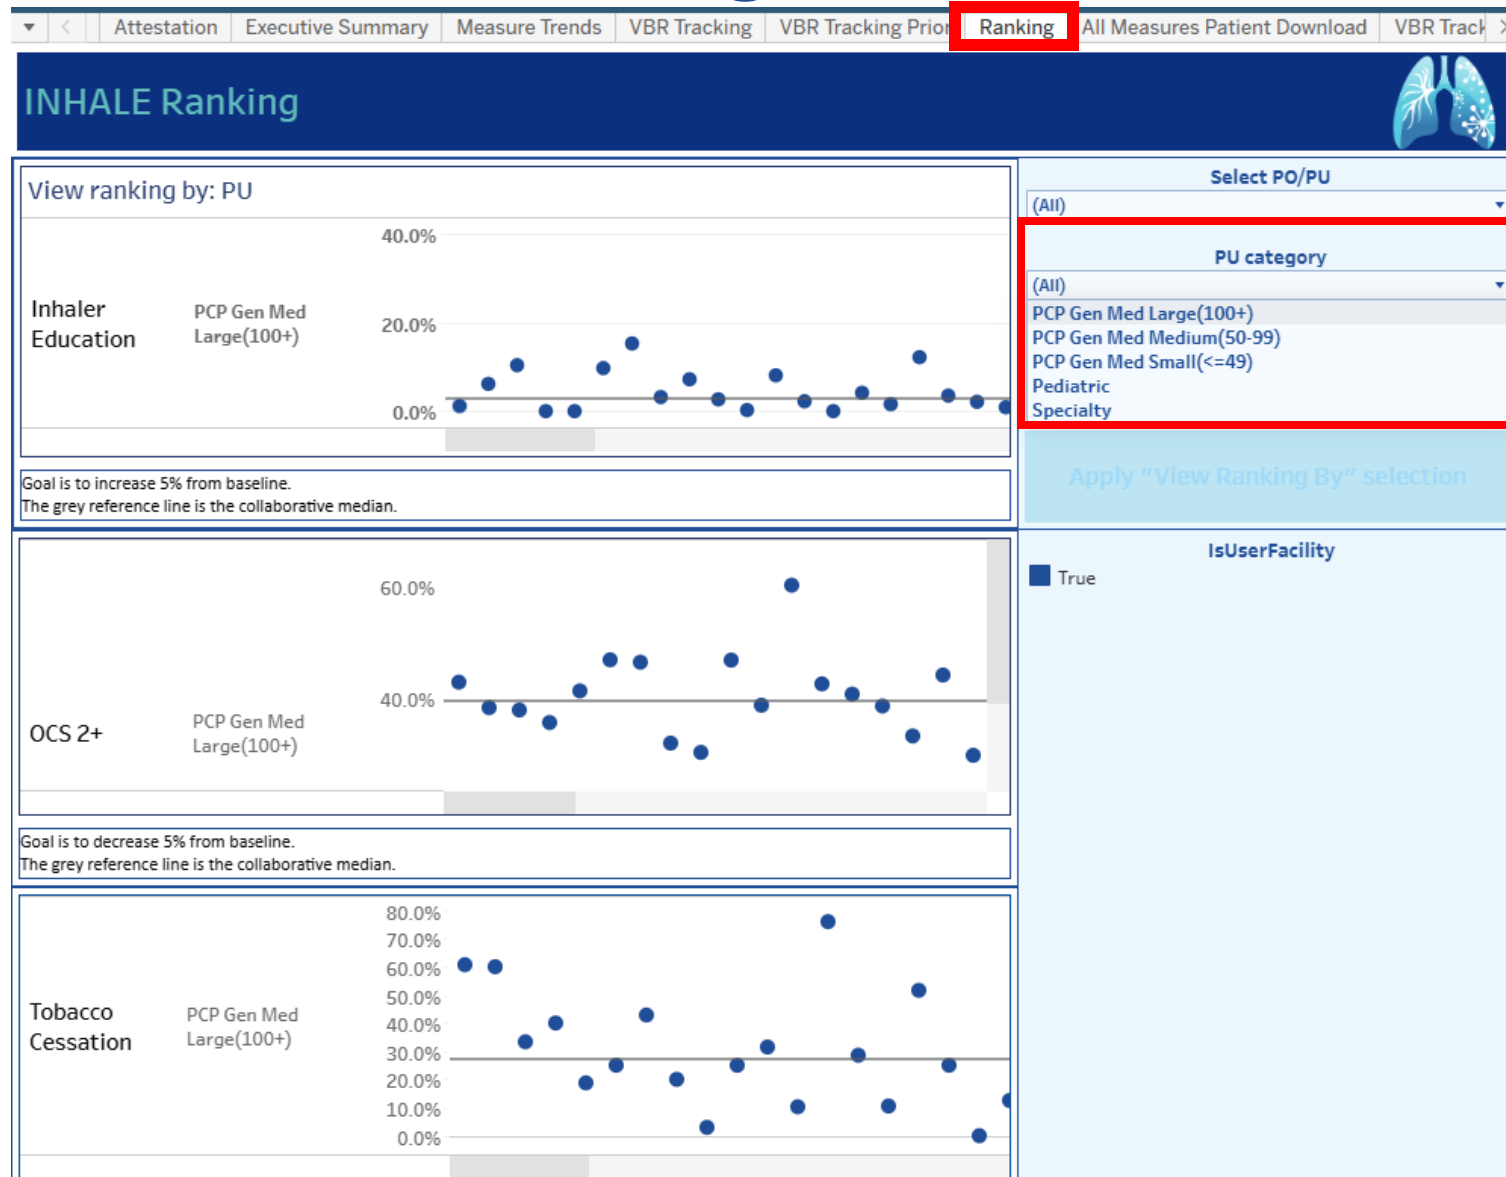 Attestation
Executive Summary
Measure Trends
VBR Tracking
VBR Tracking Prior
Ranking
All Measures Patient Download
VBR Track
INHALE Ranking
View ranking by: PU
Select PO/PU
(All)
PU category
(All)
PCP Gen Med Large(100+)
PCP Gen Med Medium(50-99)
PCP Gen Med Small(<=49)
Pediatric
Specialty
Apply "View Ranking By" selection
IsUserFacility
True
Inhaler
Education
PCP Gen Med
Large(100+)
40.0%
20.0%
0.0%
Goal is to increase 5% from baseline.
The grey reference line is the collaborative median.
OCS 2+
PCP Gen Med
Large(100+)
60.0%
40.0%
Goal is to decrease 5% from baseline.
The grey reference line is the collaborative median.
Tobacco
Cessation
PCP Gen Med
Large(100+)
80.0%
70.0%
60.0%
50.0%
40.0%
30.0%
20.0%
10.0%
0.0%